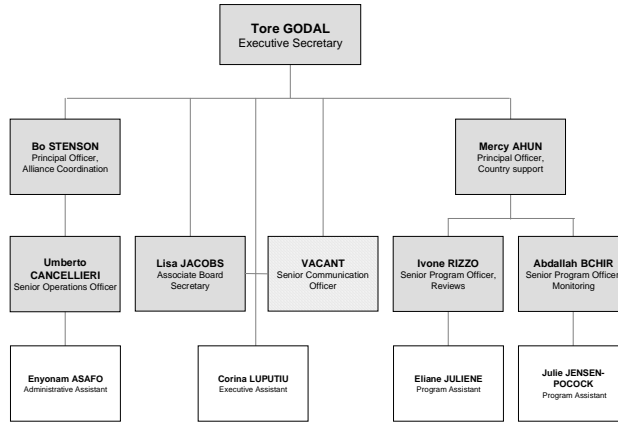 Tore GODAL
Executive Secretary
Bo STENSON
Principal Officer,
Alliance Coordination
Mercy AHUN
Principal Officer,
Country support
Umberto
CANCELLIERI
Senior Operations Officer
Lisa JACOBS
Associate Board
Secretary
VACANT
Senior Communication
Officer
Ivone RIZZO
Senior Program Officer,
Reviews
Abdallah BCHIR
Senior Program Officer
Monitoring
Enyonam ASAFO
Administrative Assistant
Corina LUPUTIU
Executive Assistant
Eliane JULIENE
Program Assistant
Julie JENSEN-
POCOCK
Program Assistant